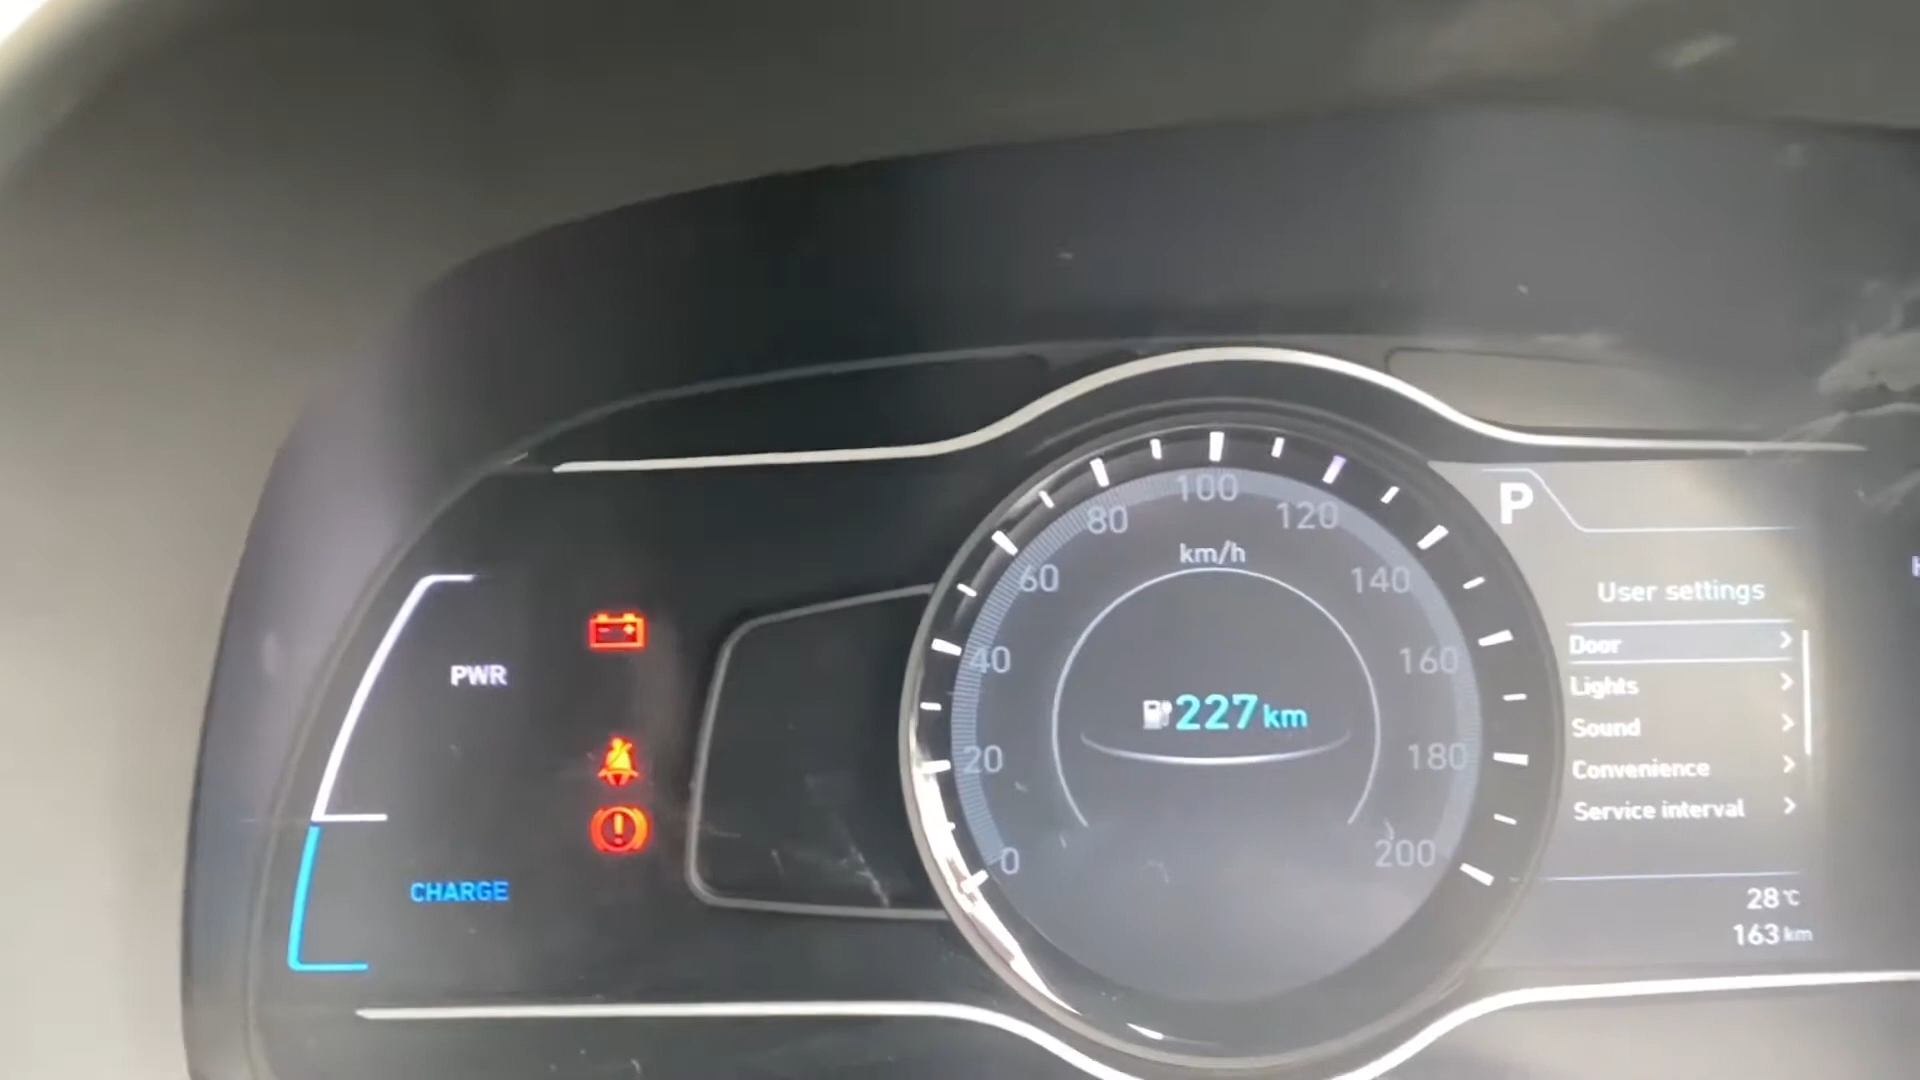 PWR
CHARGE
0
20
40
60
80
100
120
140
160
180
200
km/h
227 km
P
User settings
Door
Lights
Sound
Convenience
Service interval
28°C
163 km